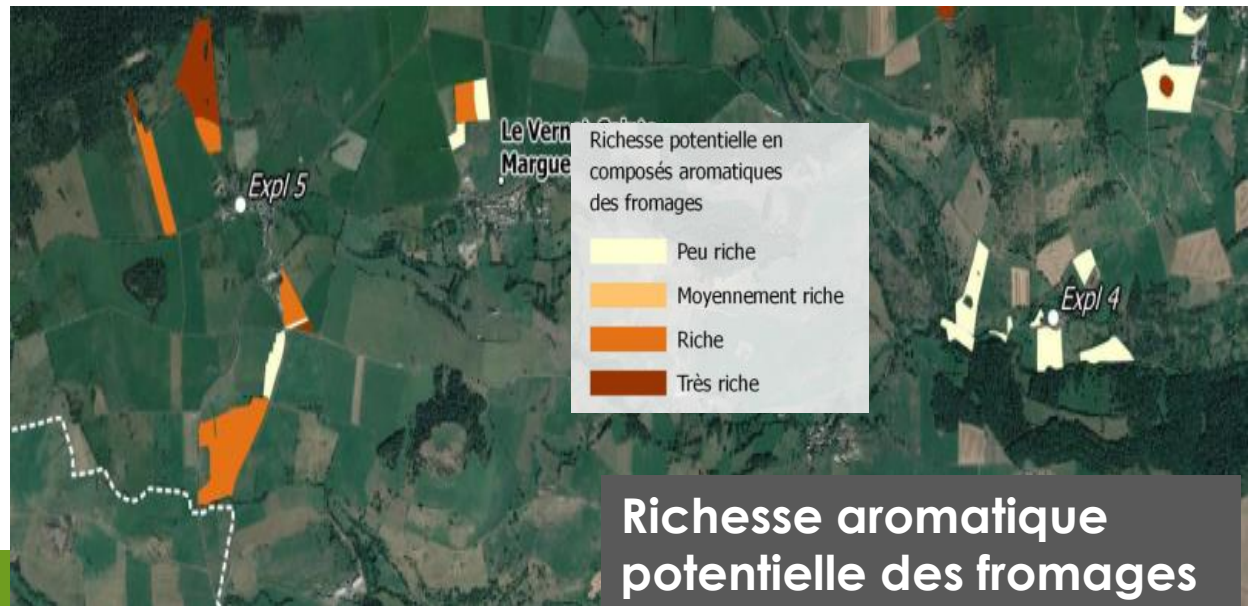 Expl 5
Le Vern
Margue
Richesse potentielle en
composés aromatiques
des fromages
Peu riche
Moyennement riche
Riche
Très riche
Expl 4
Richesse aromatique
potentielle des fromages